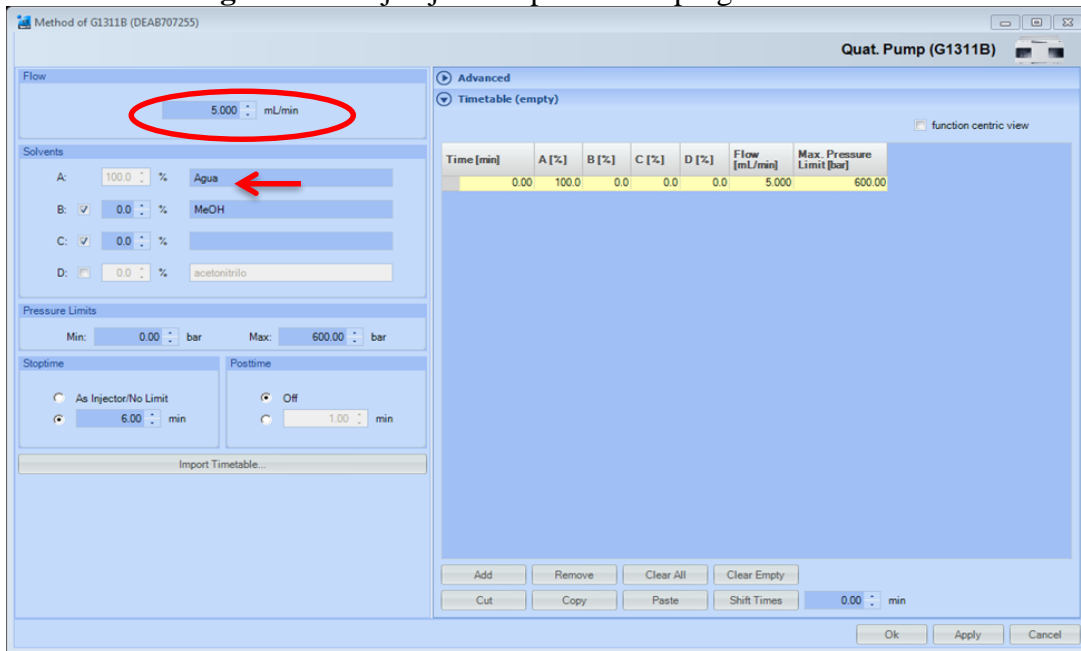 Method of G1311B (DEAB707255)
Quat. Pump (G1311B)
Flow
5.000 mL/min
Solvents
A: 100.0 % Agua
B: 0.0 % MeOH
C: 0.0 %
D: 0.0 % acetonitrilo
Pressure Limits
Min: 0.00 bar Max: 600.00 bar
Stoptime
As Injector/No Limit
6.00 min
Posttime
Off
1.00 min
Import Timetable...
Advanced
Timetable (empty)
function centric view
Time [min] A [%] B [%] C [%] D [%] Flow [mL/min] Max. Pressure Limit [bar]
0.00 100.0 0.0 0.0 0.0 5.000 600.00
Add Remove Clear All Clear Empty
Cut Copy Paste Shift Times 0.00 min
Ok Apply Cancel